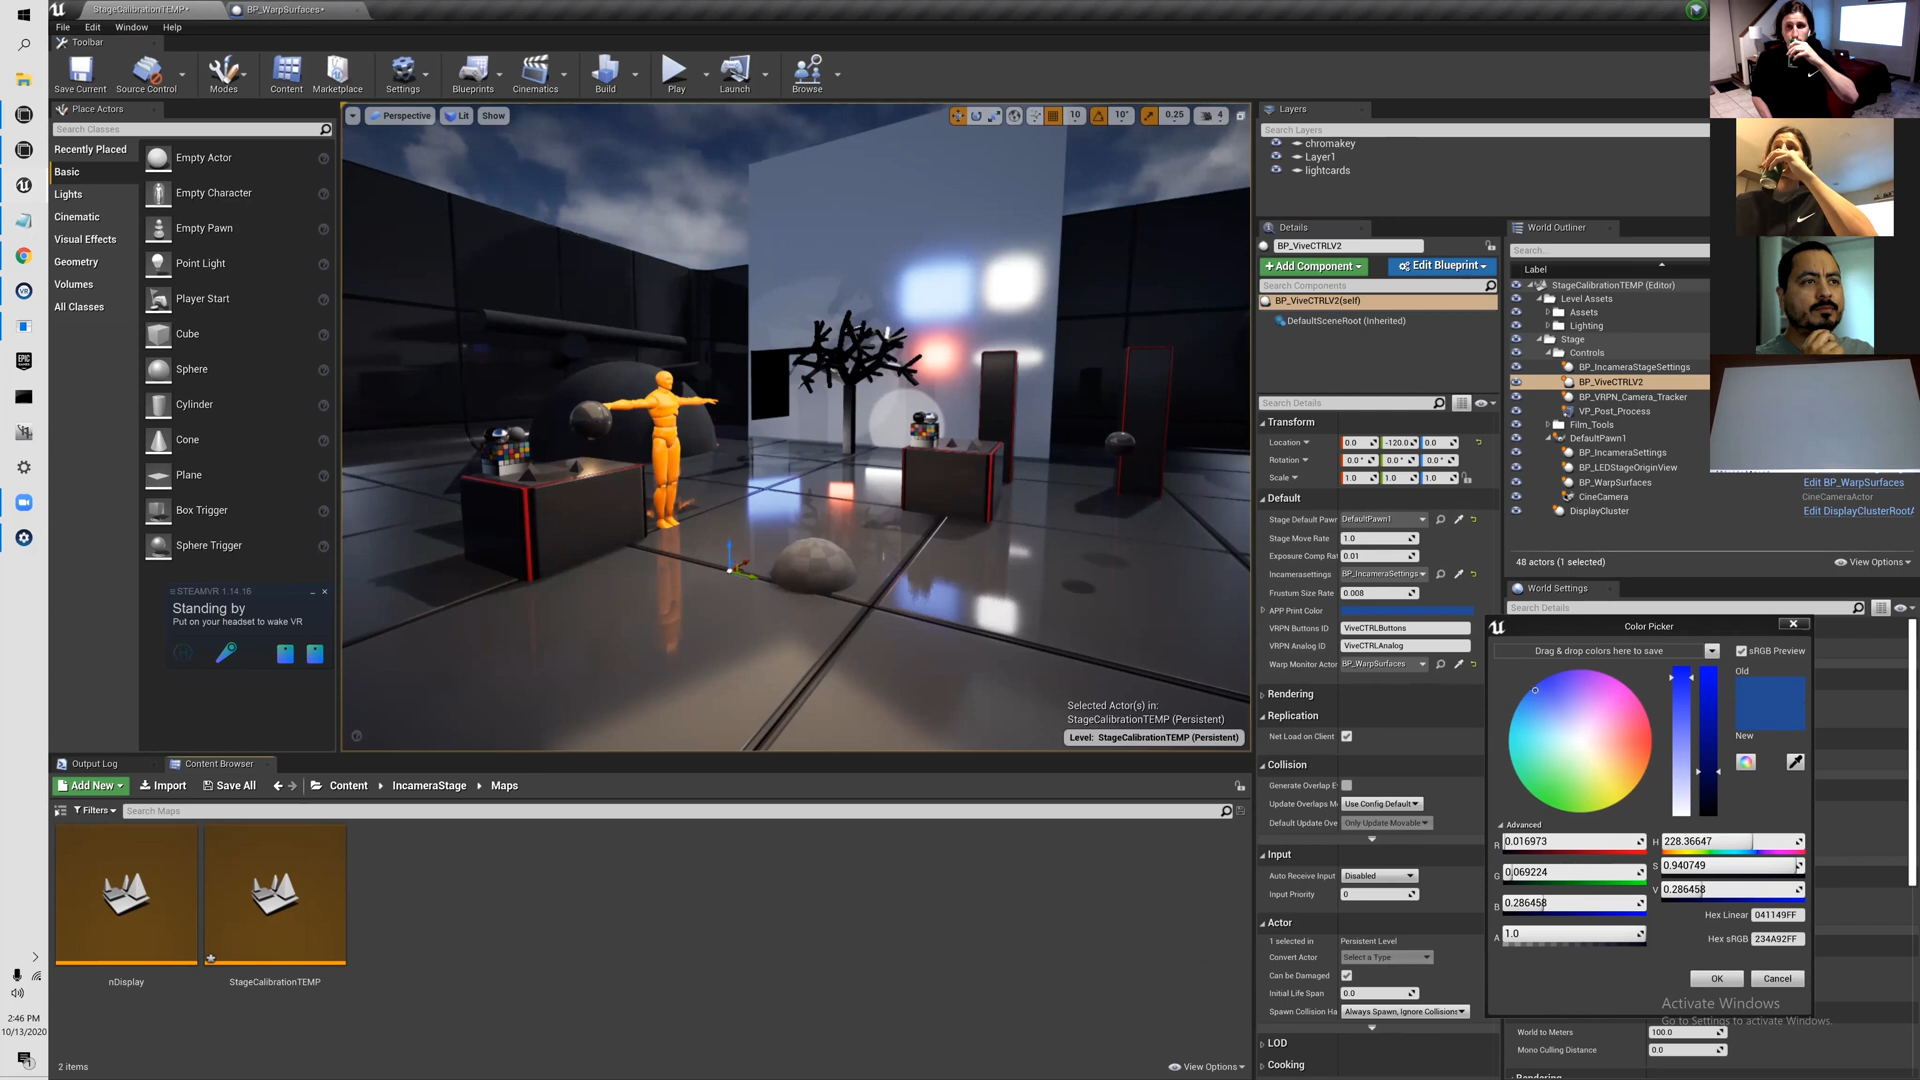 StageCalibrationTEMP*
BP_WarpSurfaces*
File Edit Window Help
Toolbar
Save Current
Source Control
Modes
Content
Marketplace
Settings
Blueprints
Cinematics
Build
Play
Launch
Browse
Place Actors
Search Classes
Recently Placed
Basic
Lights
Cinematic
Visual Effects
Geometry
Volumes
All Classes
Empty Actor
Empty Character
Empty Pawn
Point Light
Player Start
Cube
Sphere
Cylinder
Cone
Plane
Box Trigger
Sphere Trigger
STEAMVR 1.14.16
Standing by
Put on your headset to wake VR
Perspective Lit Show
10 10° 0.25 4
Selected Actor(s) in:
StageCalibrationTEMP (Persistent)
Level: StageCalibrationTEMP (Persistent)
Layers
Search Layers
chromakey
Layer1
lightcards
Details
BP_ViveCTRLV2
+Add Component
Edit Blueprint
Search Components
BP_ViveCTRLV2(self)
DefaultSceneRoot (Inherited)
Search Details
Transform
Location 0.0 -120.0 0.0
Rotation 0.0° 0.0° 0.0°
Scale 1.0 1.0 1.0
Default
Stage Default Pawr DefaultPawn1
Stage Move Rate 1.0
Exposure Comp Rat 0.01
Incamerasettings BP_IncameraSettings
Frustum Size Rate 0.008
APP Print Color
VRPN Buttons ID ViveCTRLButtons
VRPN Analog ID ViveCTRLAnalog
Warp Monitor Actor BP_WarpSurfaces
Rendering
Replication
Net Load on Client
Collision
Generate Overlap E
Update Overlaps M Use Config Default
Default Update Ove Only Update Movable
Input
Auto Receive Input Disabled
Input Priority 0
Actor
1 selected in Persistent Level
Convert Actor Select a Type
Can be Damaged
Initial Life Span 0.0
Spawn Collision Ha Always Spawn, Ignore Collisions
LOD
Cooking
World Outliner
Search...
Label
StageCalibrationTEMP (Editor)
Level Assets
Assets
Lighting
Stage
Controls
BP_IncameraStageSettings
BP_ViveCTRLV2
BP_VRPN_Camera_Tracker
VP_Post_Process
Film_Tools
DefaultPawn1
BP_IncameraSettings
BP_LEDStageOriginView
BP_WarpSurfaces Edit BP_WarpSurfaces
CineCamera CineCameraActor
DisplayCluster Edit DisplayClusterRootA
48 actors (1 selected)
View Options
World Settings
Search Details
Color Picker
Drag & drop colors here to save
sRGB Preview
Old
New
Advanced
R 0.016973
G 0.069224
B 0.286458
A 1.0
H 228.36647
S 0.940749
V 0.286458
Hex Linear 041149FF
Hex sRGB 234A92FF
OK
Cancel
Activate Windows
Go to Settings to activate Windows.
World to Meters 100.0
Mono Culling Distance 0.0
Rendering
Output Log
Content Browser
Add New
Import
Save All
Content
IncameraStage
Maps
Filters
Search Maps
nDisplay
StageCalibrationTEMP
2 items
View Options
EPIC GAMES
2:46 PM
10/13/2020